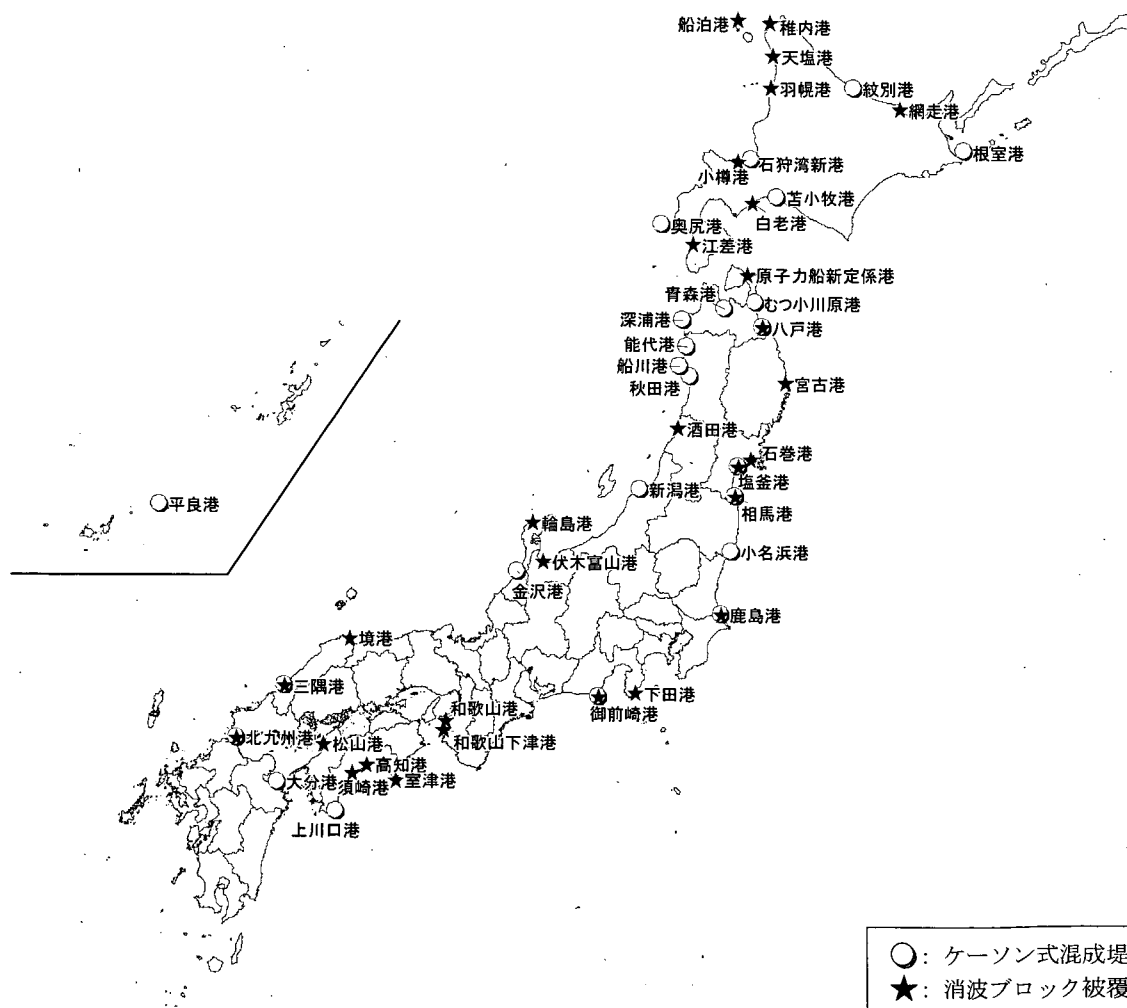 船泊港
稚内港
天塩港
羽幌港
紋別港
網走港
根室港
石狩湾新港
小樽港
苫小牧港
白老港
奥尻港
江差港
原子力船新定係港
青森港
むつ小川原港
深浦港
八戸港
能代港
船川港
秋田港
宮古港
酒田港
石巻港
塩釜港
新潟港
相馬港
平良港
輪島港
小名浜港
伏木富山港
金沢港
鹿島港
境港
三隅港
下田港
御前崎港
和歌山港
北九州港
松山港
和歌山下津港
高知港
大分港
須崎港
室津港
上川口港
○: ケーソン式混成堤
★: 消波ブロック被覆